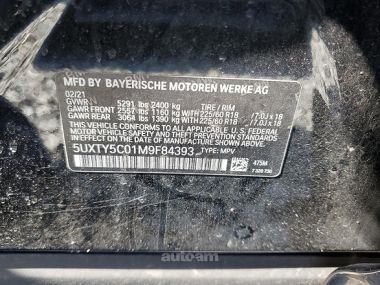 MFD BY BAYERISCHE MOTOREN WERKE AG
02/21
GVWR 5291 lbs 2400 kg TIRE / RIM
GAWR FRONT 2557 lbs 1160 kg WITH 225/60 R18 / 7.0J x 18
GAWR REAR 3064 lbs 1390 kg WITH 225/60 R18 / 7.0J x 18
THIS VEHICLE CONFORMS TO ALL APPLICABLE U.S. FEDERAL
MOTOR VEHICLE SAFETY AND THEFT PREVENTION STANDARDS IN
EFFECT ON THE DATE OF MANUFACTURE SHOWN ABOVE.
5UXTY5C01M9F84393 TYPE: MPV
475M
autoam